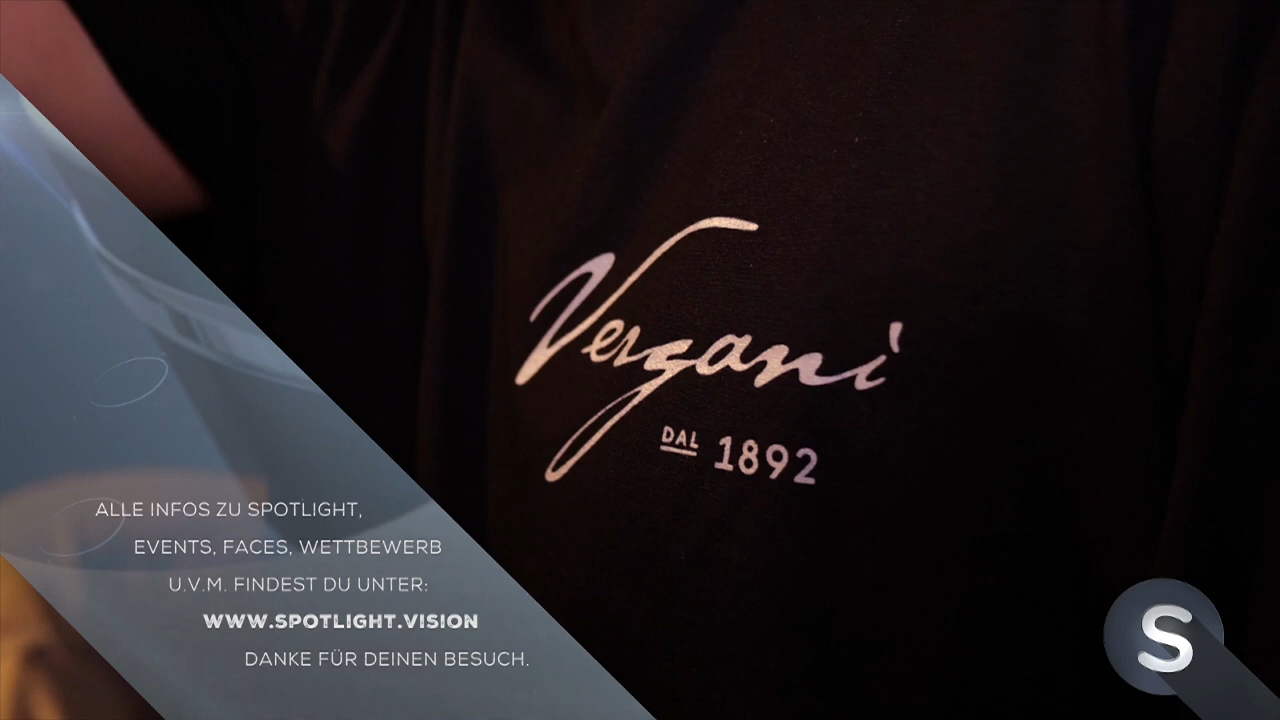 Vergani
DAL 1892
ALLE INFOS ZU SPOTLIGHT,
EVENTS, FACES, WETTBEWERB
U.V.M. FINDEST DU UNTER:
WWW.SPOTLIGHT.VISION
DANKE FÜR DEINEN BESUCH.
S